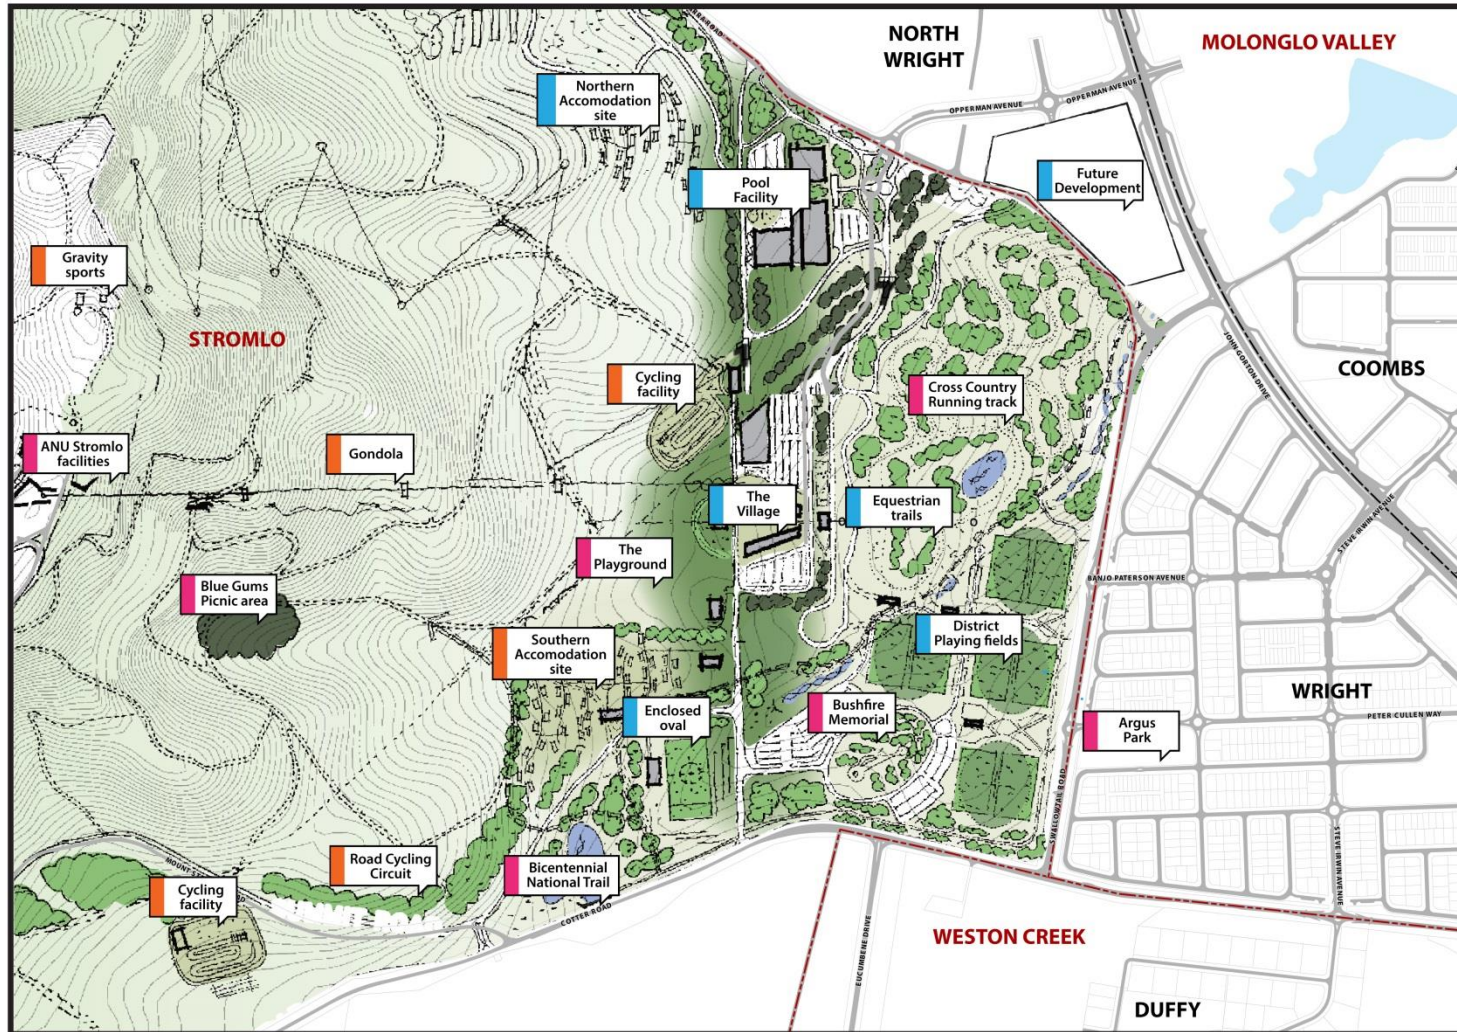 NORTH
WRIGHT
MOLONGLO VALLEY
Northern
Accomodation
site
OPPERMAN AVENUE
OPPERMAN AVENUE
Future
Development
Pool
Facility
Gravity
sports
STROMLO
JOHN GORTON DRIVE
COOMBS
Cycling
facility
Cross Country
Running track
ANU Stromlo
facilities
Gondola
The
Village
Equestrian
trails
STEVE IRWIN AVENUE
The
Playground
BANJO PATERSON AVENUE
Blue Gums
Picnic area
Southern
Accomodation
site
District
Playing fields
WRIGHT
Enclosed
oval
Bushfire
Memorial
PETER CULLEN WAY
Argus
Park
SWALLOWTAIL ROAD
STEVE IRWIN AVENUE
Road Cycling
Circuit
Bicentennial
National Trail
Cycling
facility
COTTER ROAD
EUCUMBENE DRIVE
WESTON CREEK
DUFFY